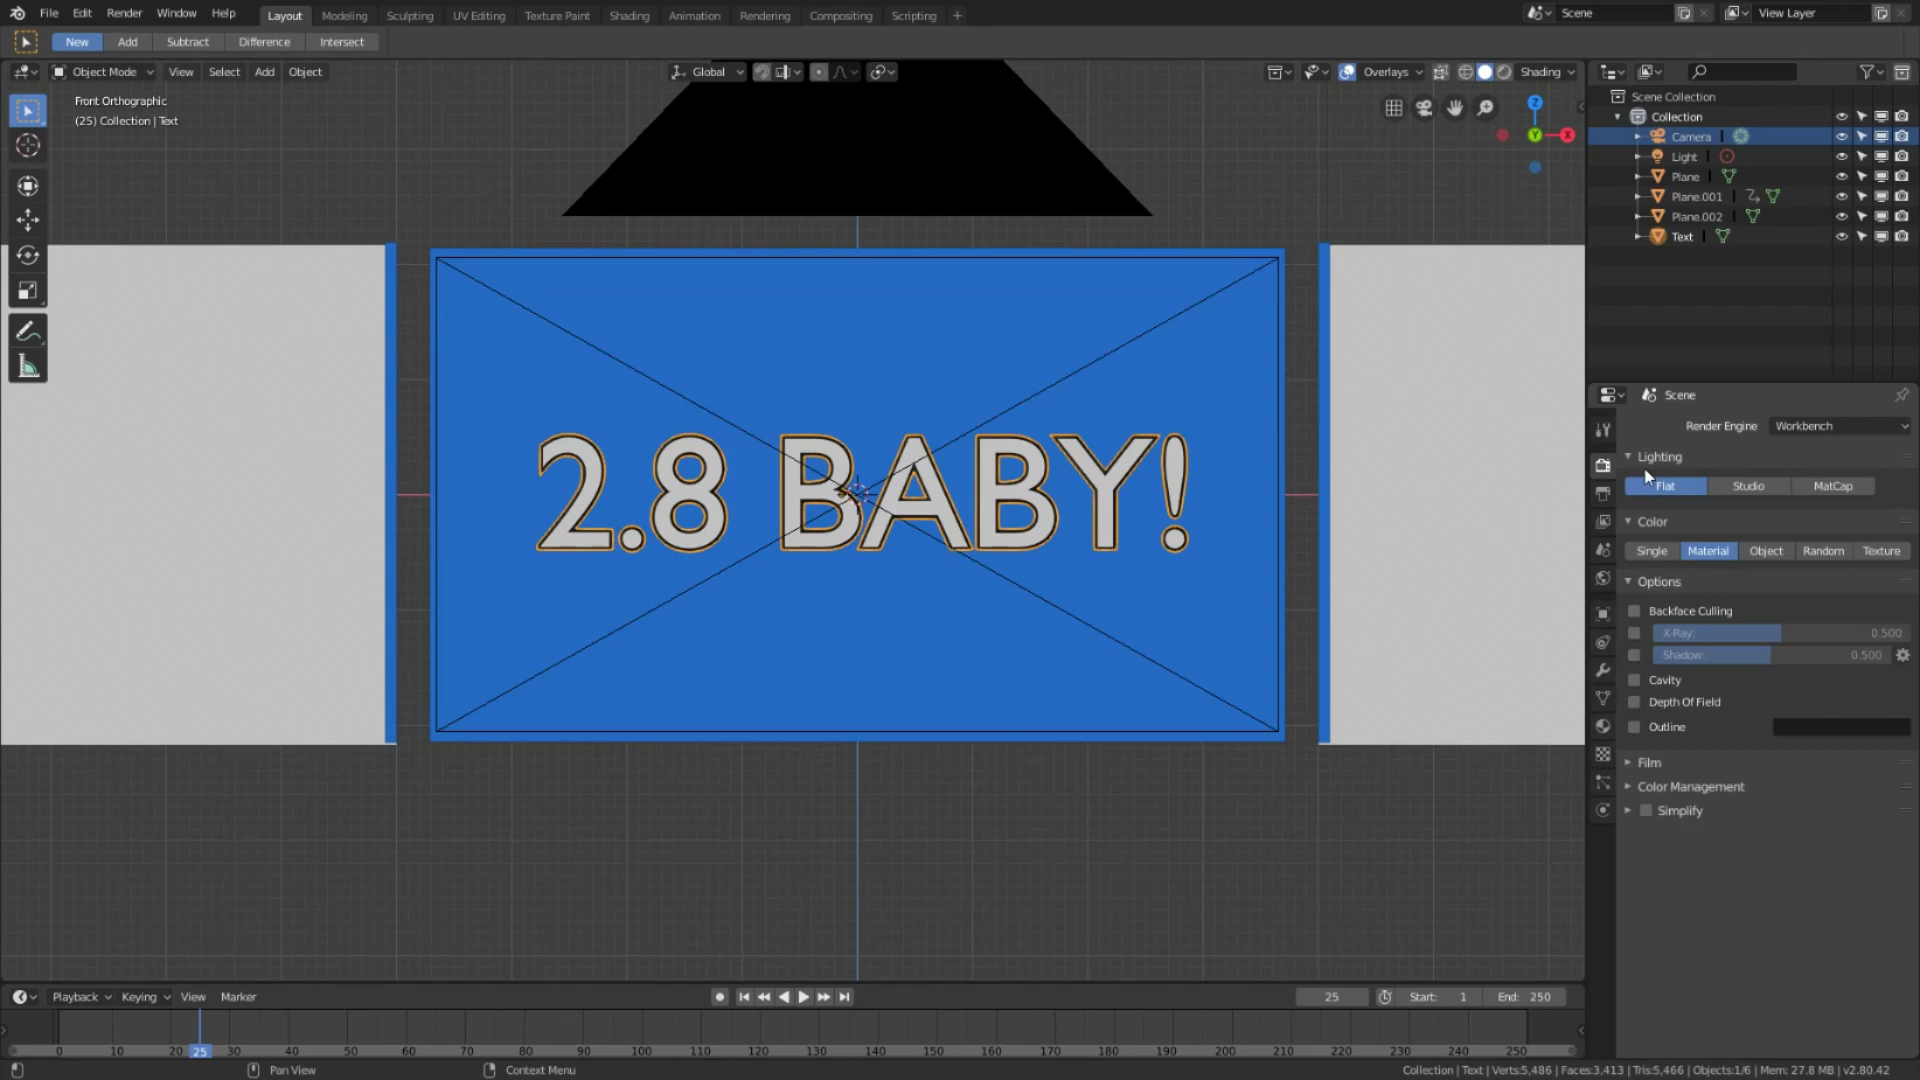 File Edit Render Window Help Layout Modeling Sculpting UV Editing Texture Paint Shading Animation Rendering Compositing Scripting + Scene View Layer
New Add Subtract Difference Intersect
Object Mode View Select Add Object Global Overlays Shading
Front Orthographic
(25) Collection | Text
Z
Y
X
2.8 BABY!
Scene Collection
Collection
Camera
Light
Plane
Plane.001
Plane.002
Text
Scene
Render Engine Workbench
Lighting
Flat Studio MatCap
Color
Single Material Object Random Texture
Options
Backface Culling
X-Ray: 0.500
Shadow: 0.500
Cavity
Depth Of Field
Outline
Film
Color Management
Simplify
Playback Keying View Marker 25 Start: 1 End: 250
0 10 20 25 30 40 50 60 70 80 90 100 110 120 130 140 150 160 170 180 190 200 210 220 230 240 250
Pan View Context Menu Collection | Text | Verts:5,486 | Faces:3,413 | Tris:5,466 | Objects:1/6 | Mem: 27.8 MB | v2.80.42